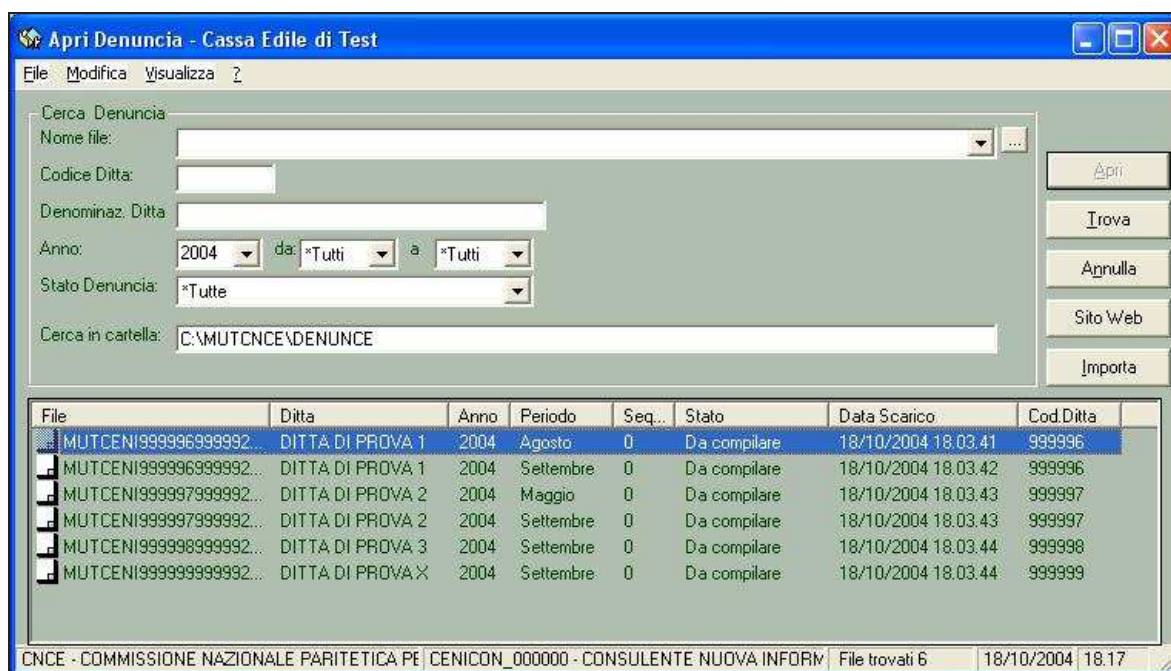 Apri Denuncia - Cassa Edile di Test
File Modifica Visualizza ?
Cerca Denuncia
Nome file: ...
Codice Ditta:
Denominaz. Ditta
Anno: 2004 da: *Tutti a *Tutti
Stato Denuncia: *Tutte
Cerca in cartella: C:\MUTCNCE\DENUNCE
Apri
Trova
Annulla
Sito Web
Importa
File Ditta Anno Periodo Seq... Stato Data Scarico Cod.Ditta
MUTCENI999996999992... DITTA DI PROVA 1 2004 Agosto 0 Da compilare 18/10/2004 18.03.41 999996
MUTCENI999996999992... DITTA DI PROVA 1 2004 Settembre 0 Da compilare 18/10/2004 18.03.42 999996
MUTCENI999997999992... DITTA DI PROVA 2 2004 Maggio 0 Da compilare 18/10/2004 18.03.43 999997
MUTCENI999997999992... DITTA DI PROVA 2 2004 Settembre 0 Da compilare 18/10/2004 18.03.43 999997
MUTCENI999998999992... DITTA DI PROVA 3 2004 Settembre 0 Da compilare 18/10/2004 18.03.44 999998
MUTCENI999999999992... DITTA DI PROVA X 2004 Settembre 0 Da compilare 18/10/2004 18.03.44 999999
CNCE - COMMISSIONE NAZIONALE PARITETICA PE CENICON_000000 - CONSULENTE NUOVA INFORM File trovati 6 18/10/2004 18.17